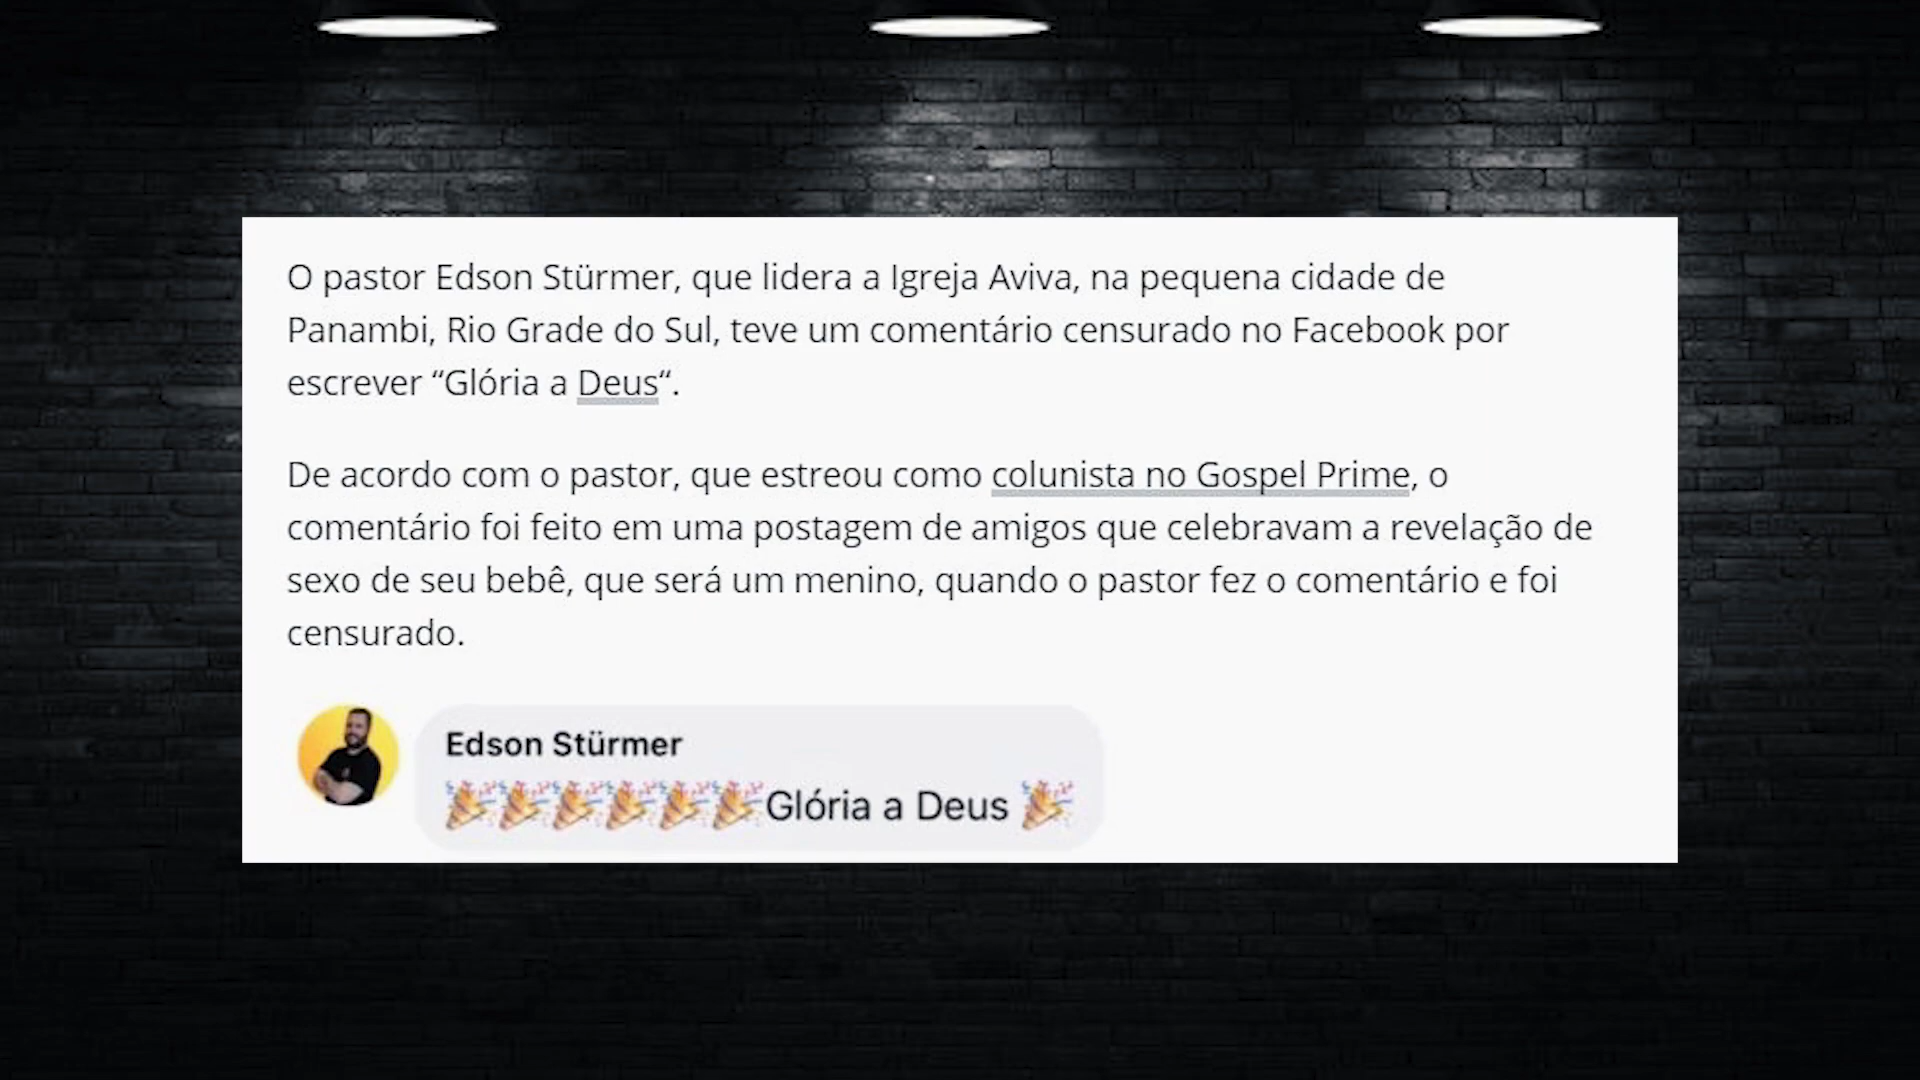 O pastor Edson Stürmer, que lidera a Igreja Aviva, na pequena cidade de
Panambi, Rio Grade do Sul, teve um comentário censurado no Facebook por
escrever “Glória a Deus“.
De acordo com o pastor, que estreou como colunista no Gospel Prime, o
comentário foi feito em uma postagem de amigos que celebravam a revelação de
sexo de seu bebê, que será um menino, quando o pastor fez o comentário e foi
censurado.
Edson Stürmer
🎉🎉🎉🎉🎉🎉Glória a Deus 🎉